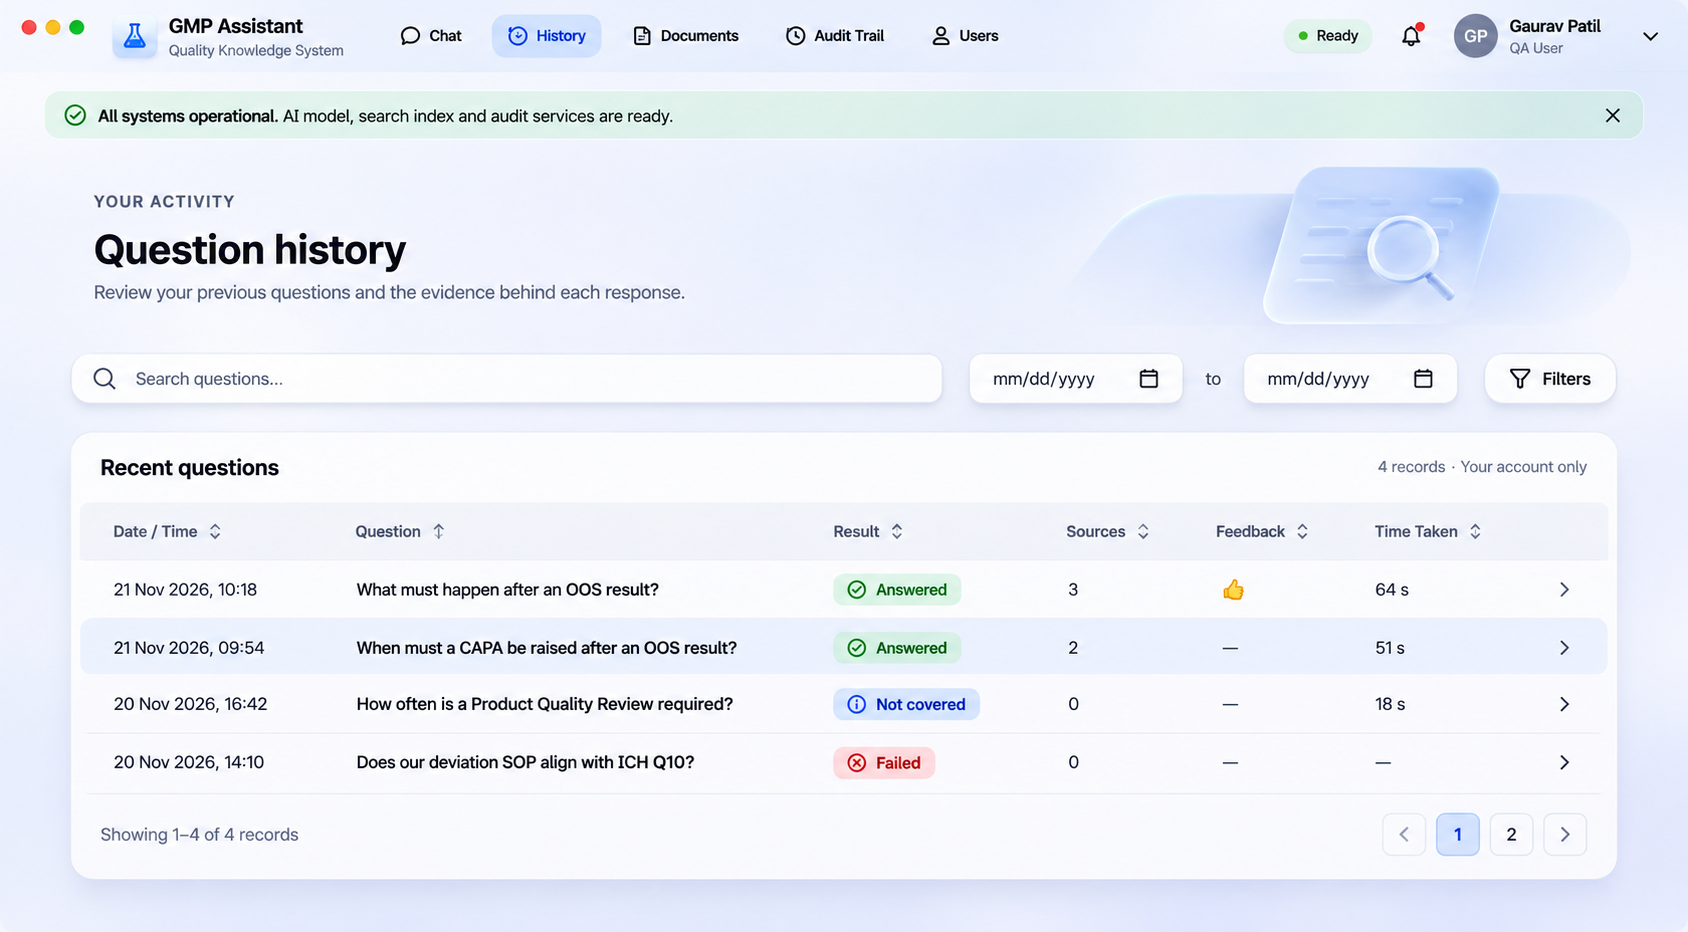 GMP Assistant
Quality Knowledge System
Chat
History
Documents
Audit Trail
Users
Ready
GP
Gaurav Patil
QA User
All systems operational. AI model, search index and audit services are ready.
YOUR ACTIVITY
Question history
Review your previous questions and the evidence behind each response.
Search questions...
mm/dd/yyyy
to
mm/dd/yyyy
Filters
Recent questions
4 records · Your account only
Date / Time Question Result Sources Feedback Time Taken
21 Nov 2026, 10:18 What must happen after an OOS result? Answered 3 👍 64 s
21 Nov 2026, 09:54 When must a CAPA be raised after an OOS result? Answered 2 — 51 s
20 Nov 2026, 16:42 How often is a Product Quality Review required? Not covered 0 — 18 s
20 Nov 2026, 14:10 Does our deviation SOP align with ICH Q10? Failed 0 — —
Showing 1–4 of 4 records
1 2